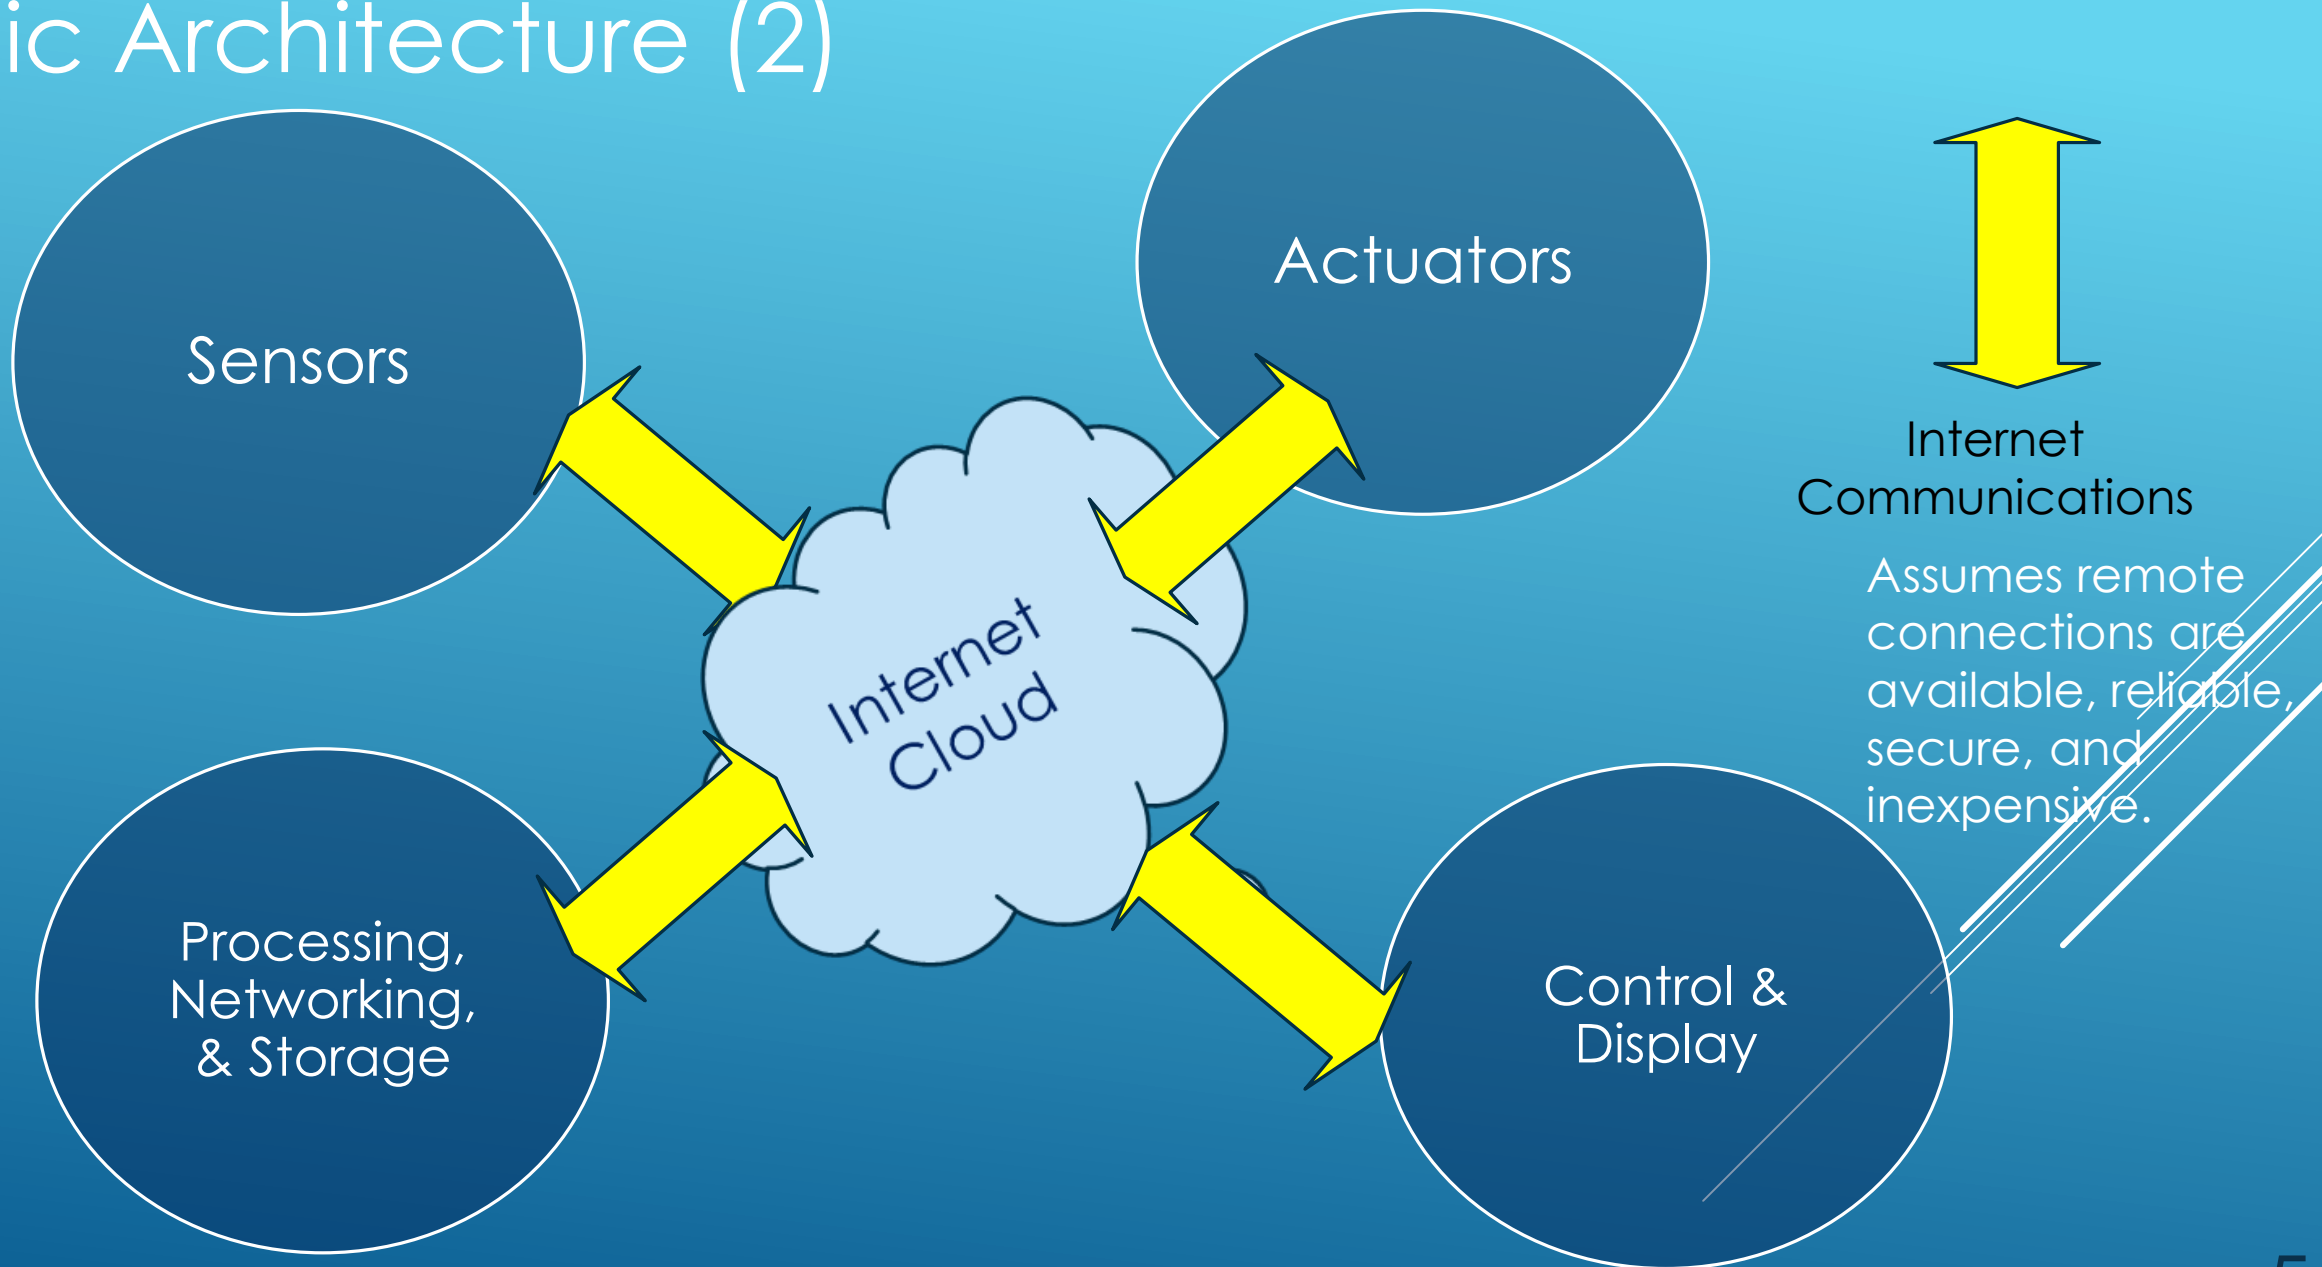 ic Architecture (2)
Sensors
Actuators
Internet
Communications
Assumes remote
connections are
available, reliable,
secure, and
inexpensive.
Internet
Cloud
Processing,
Networking,
& Storage
Control &
Display